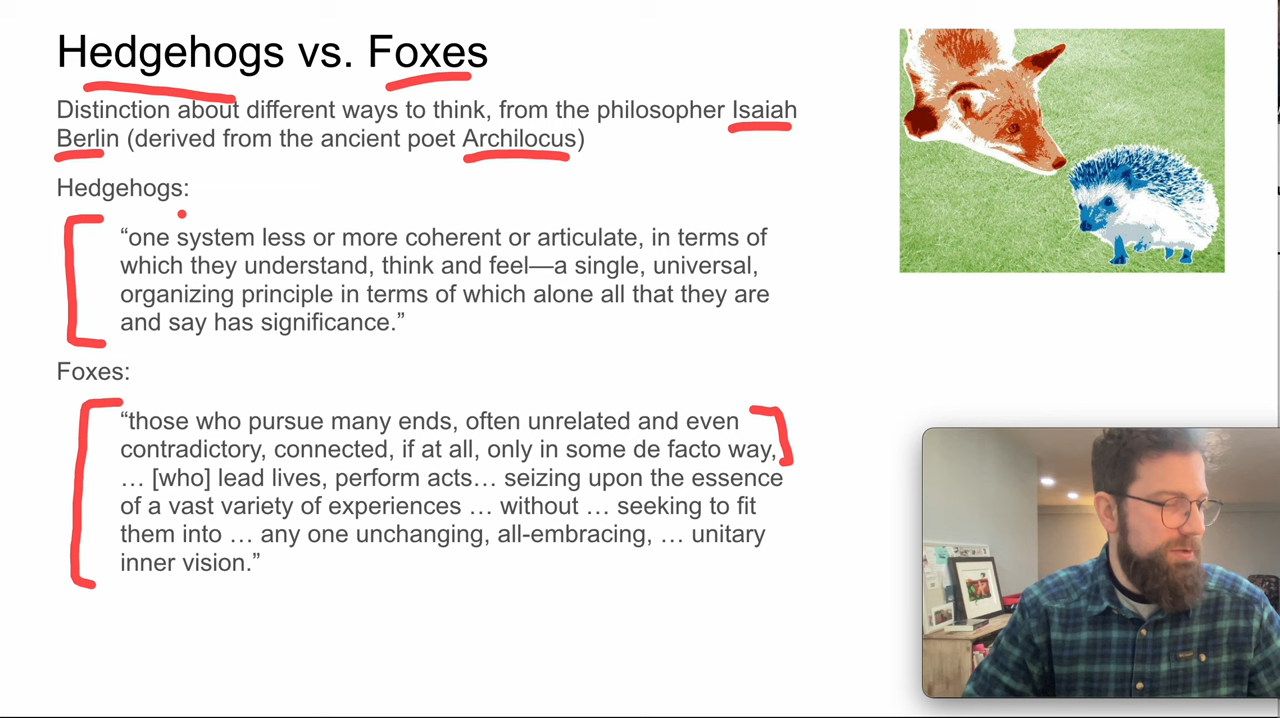 Hedgehogs vs. Foxes
Distinction about different ways to think, from the philosopher Isaiah
Berlin (derived from the ancient poet Archilocus)
Hedgehogs:
“one system less or more coherent or articulate, in terms of
which they understand, think and feel—a single, universal,
organizing principle in terms of which alone all that they are
and say has significance.”
Foxes:
“those who pursue many ends, often unrelated and even
contradictory, connected, if at all, only in some de facto way,
… [who] lead lives, perform acts… seizing upon the essence
of a vast variety of experiences … without … seeking to fit
them into … any one unchanging, all-embracing, … unitary
inner vision.”